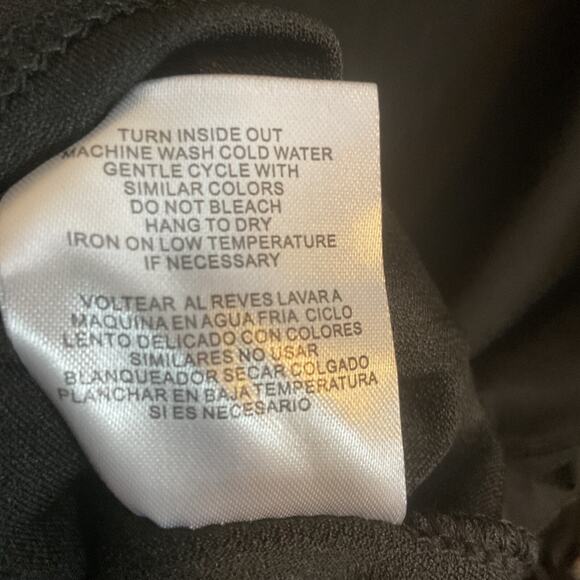 TURN INSIDE OUT
MACHINE WASH COLD WATER
GENTLE CYCLE WITH
SIMILAR COLORS
DO NOT BLEACH
HANG TO DRY
IRON ON LOW TEMPERATURE
IF NECESSARY
VOLTEAR AL REVES LAVAR A
MAQUINA EN AGUA FRIA CICLO
LENTO DELICADO CON COLORES
SIMILARES NO USAR
BLANQUEADOR SECAR COLGADO
PLANCHAR EN BAJA TEMPERATURA
SI ES NECESARIO